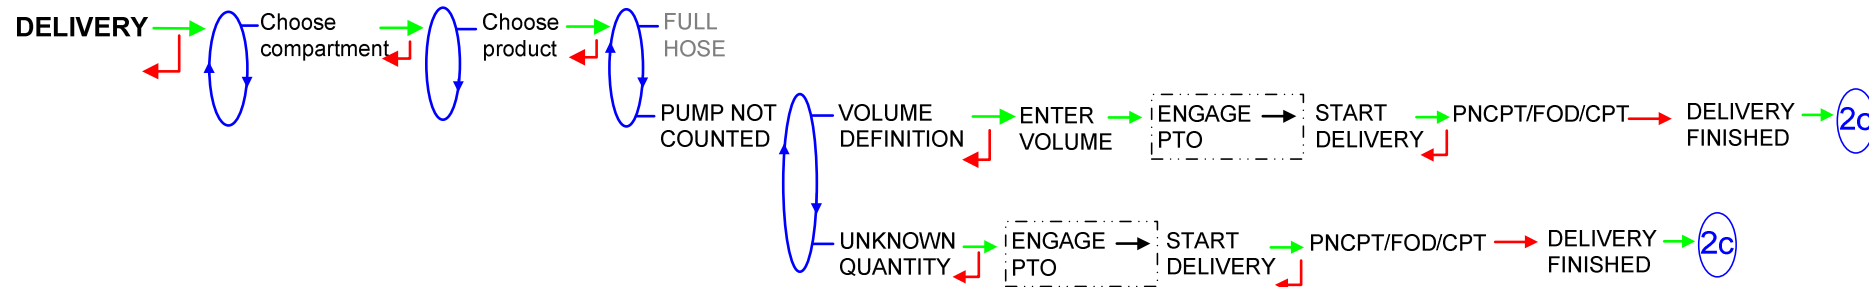 DELIVERY
Choose
compartment
Choose
product
FULL
HOSE
PUMP NOT
COUNTED
VOLUME
DEFINITION
ENTER
VOLUME
ENGAGE
PTO
START
DELIVERY
PNCPT/FOD/CPT
DELIVERY
FINISHED
2c
UNKNOWN
QUANTITY
ENGAGE
PTO
START
DELIVERY
PNCPT/FOD/CPT
DELIVERY
FINISHED
2c